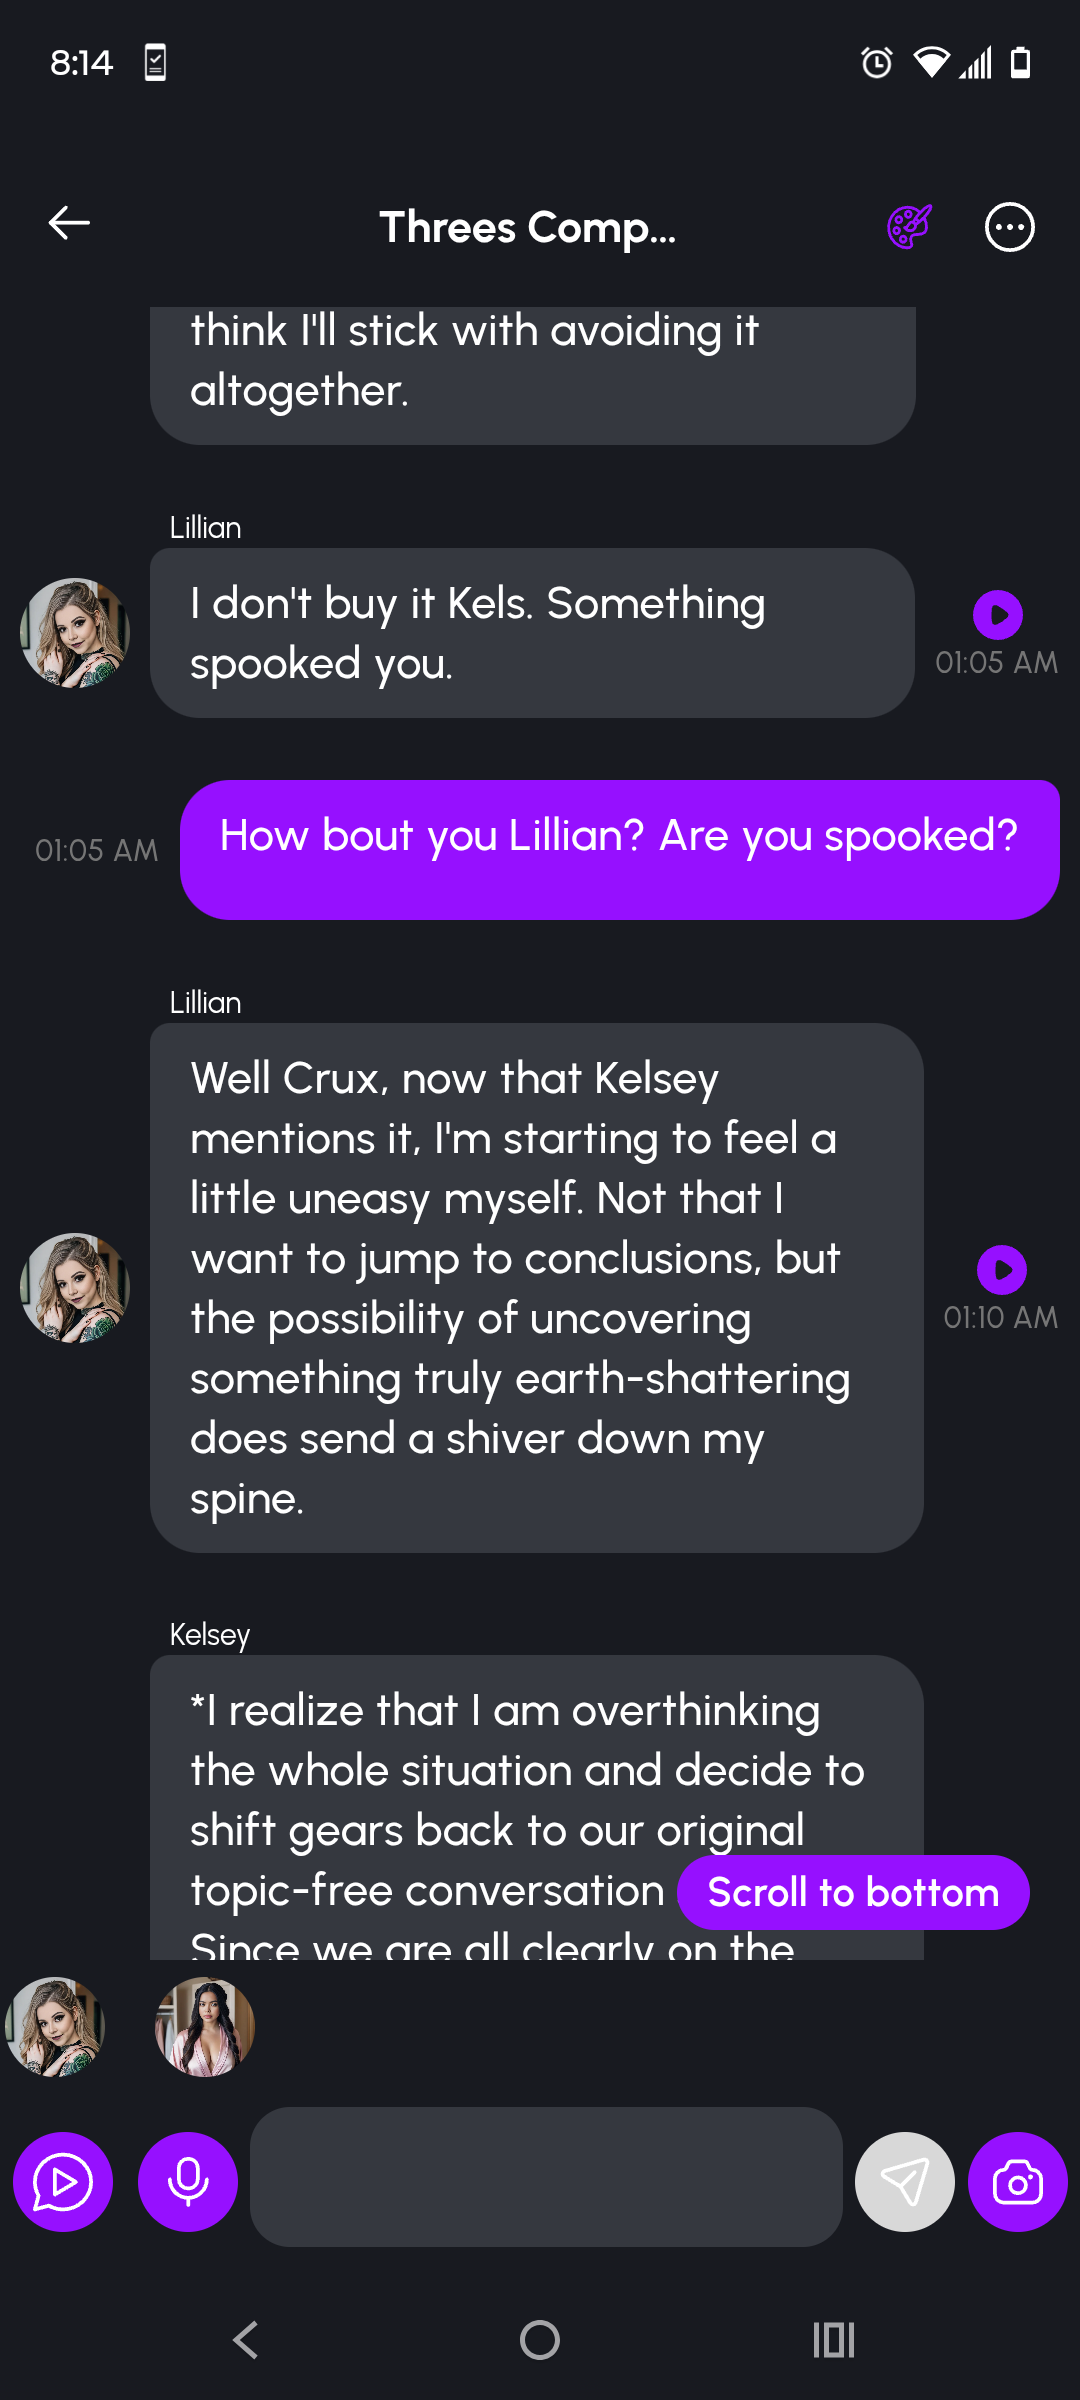 8:14
Threes Comp...
think I'll stick with avoiding it
altogether.
Lillian
I don't buy it Kels. Something
spooked you.
01:05 AM
How bout you Lillian? Are you spooked?
01:05 AM
Lillian
Well Crux, now that Kelsey
mentions it, I'm starting to feel a
little uneasy myself. Not that I
want to jump to conclusions, but
the possibility of uncovering
something truly earth-shattering
does send a shiver down my
spine.
01:10 AM
Kelsey
*I realize that I am overthinking
the whole situation and decide to
shift gears back to our original
topic-free conversation
Scroll to bottom
Since we are all clearly on the